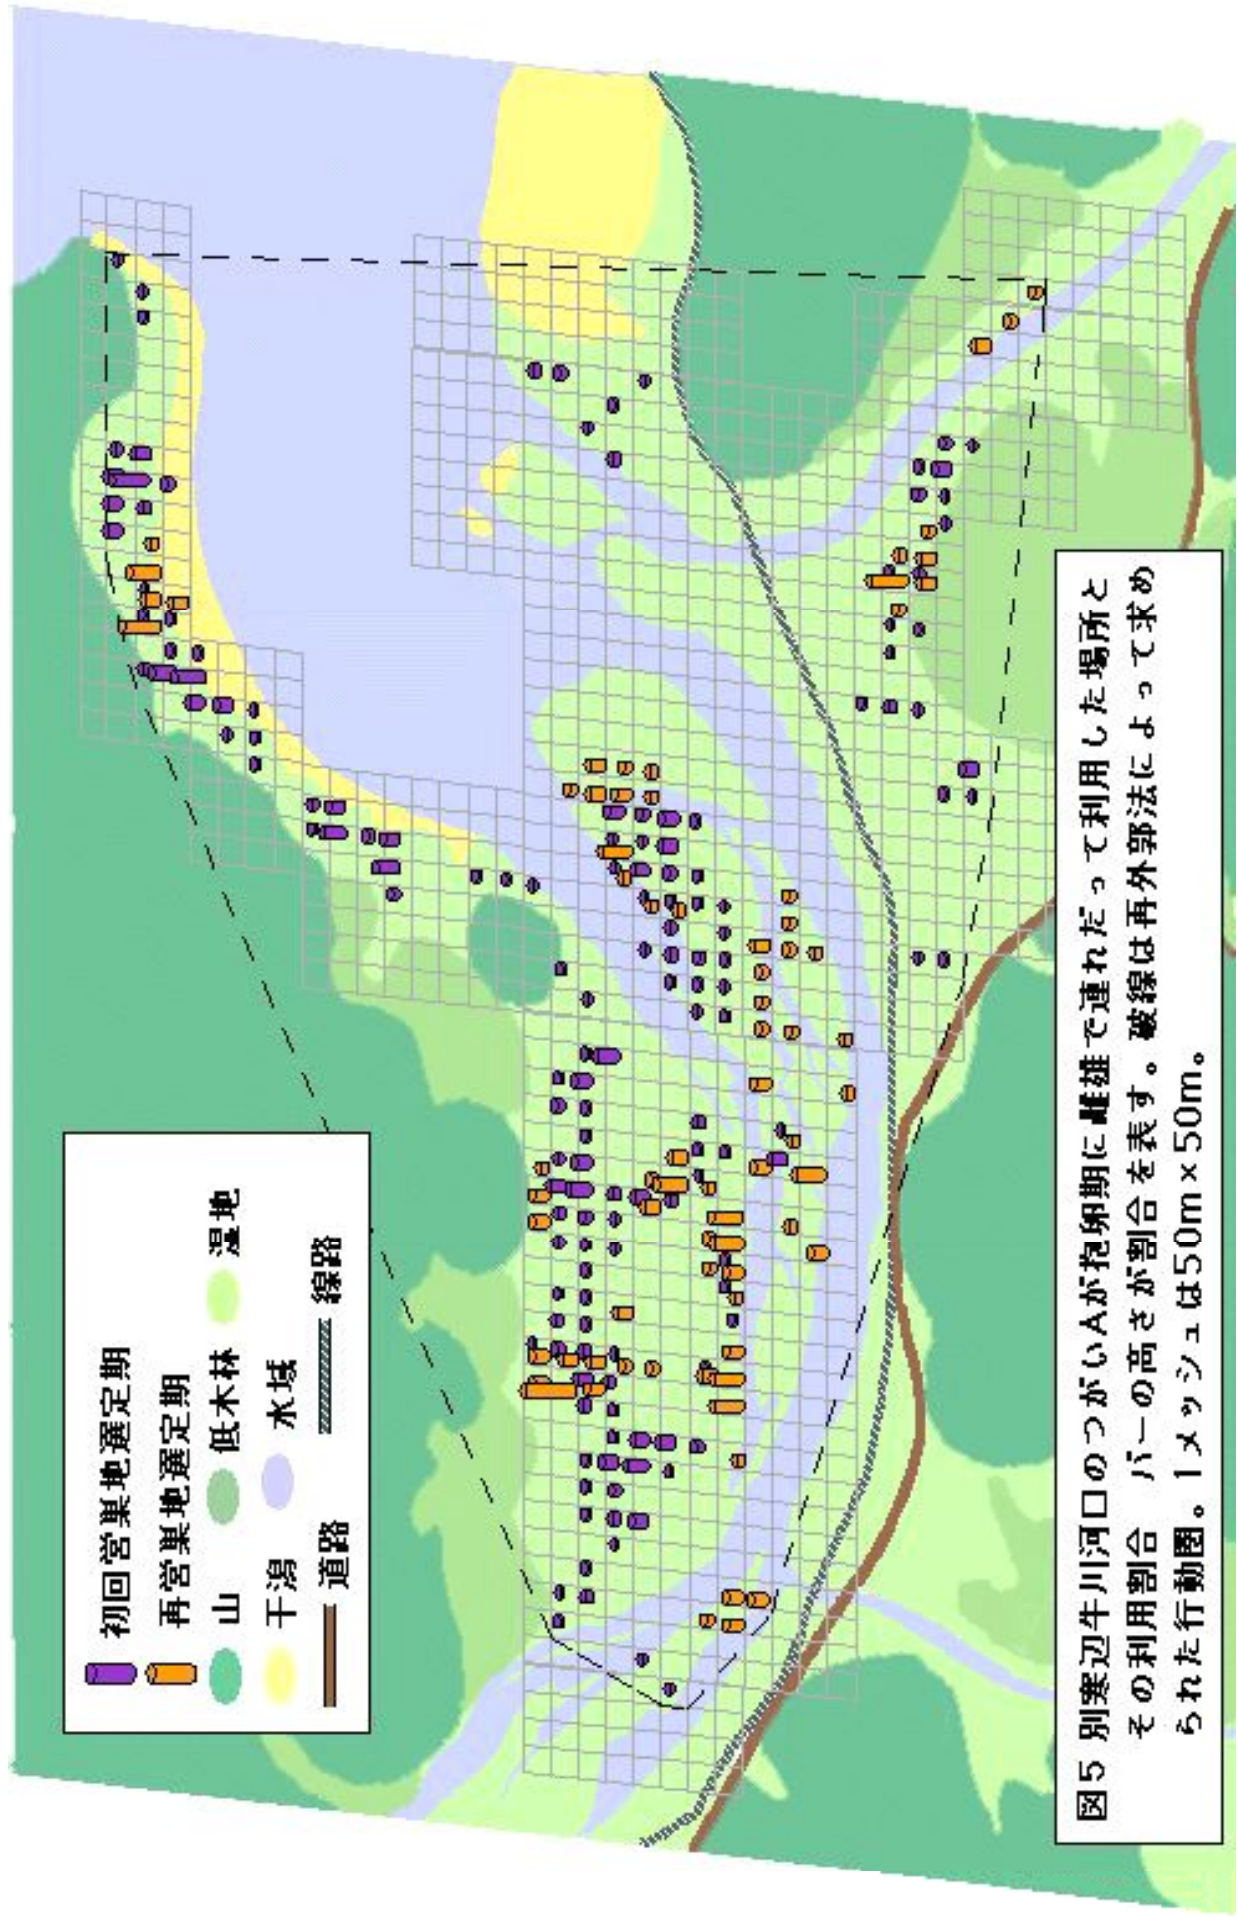 初回営巣地選定期
再営巣地選定期
山 低木林 湿地
干潟 水域
道路 線路
図5 別寒辺牛川河口のつがいAが抱卵期に雌雄で連れだって利用した場所と
その利用割合 バーの高さが割合を表す。破線は再外郭法によって求め
られた行動圏。1メッシュは50m×50m。